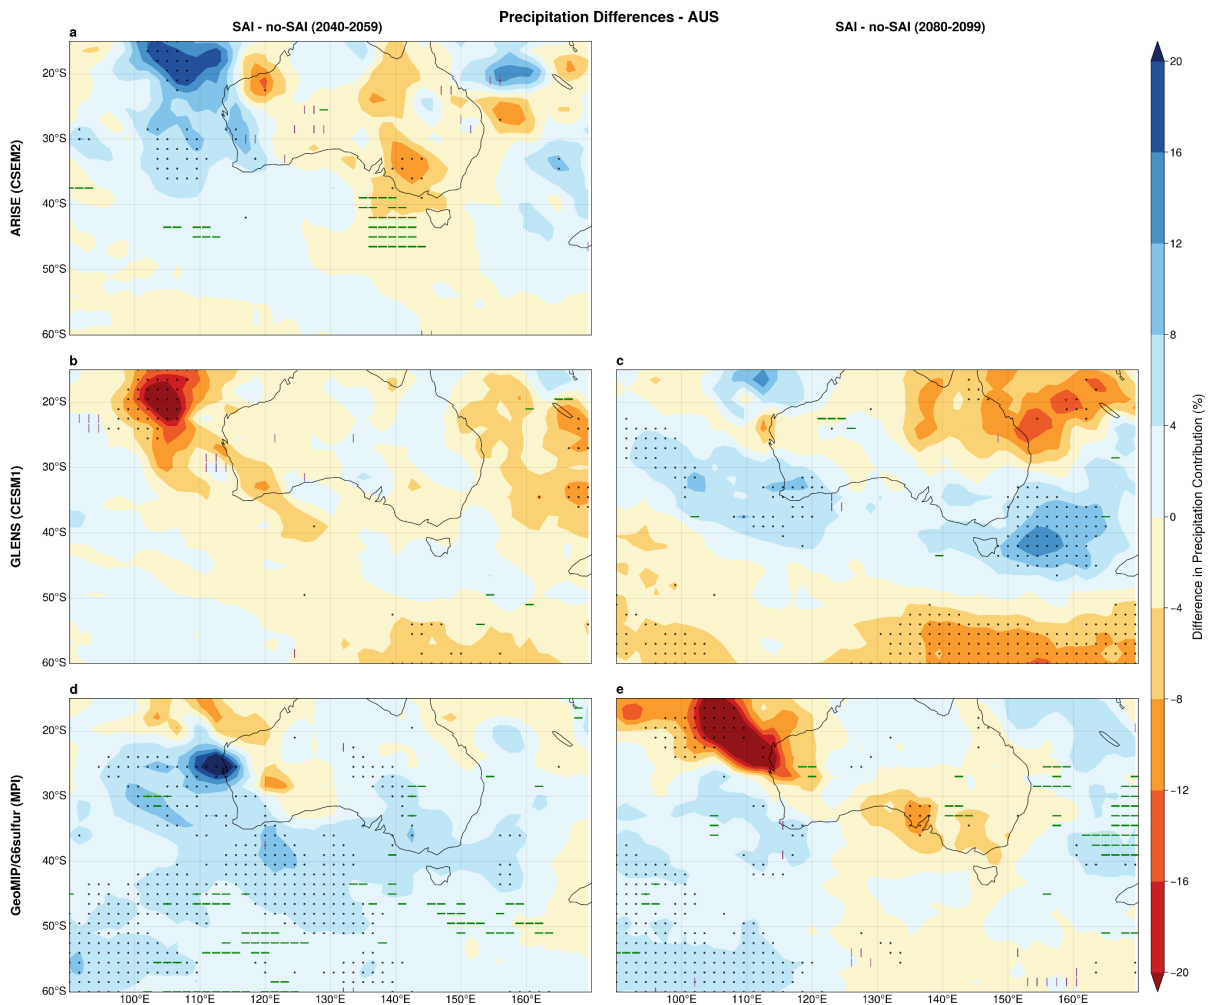 Precipitation Differences - AUS
SAI - no-SAI (2040-2059)
SAI - no-SAI (2080-2099)
a
20°S
30°S
40°S
50°S
60°S
ARISE (CSEM2)
b
20°S
30°S
40°S
50°S
60°S
GLENS (CESM1)
c
d
20°S
30°S
40°S
50°S
60°S
GeoMIP/G6sulfur (MPI)
100°E 110°E 120°E 130°E 140°E 150°E 160°E
e
100°E 110°E 120°E 130°E 140°E 150°E 160°E
20
16
12
8
4
0
−4
−8
−12
−16
−20
Difference in Precipitation Contribution (%)